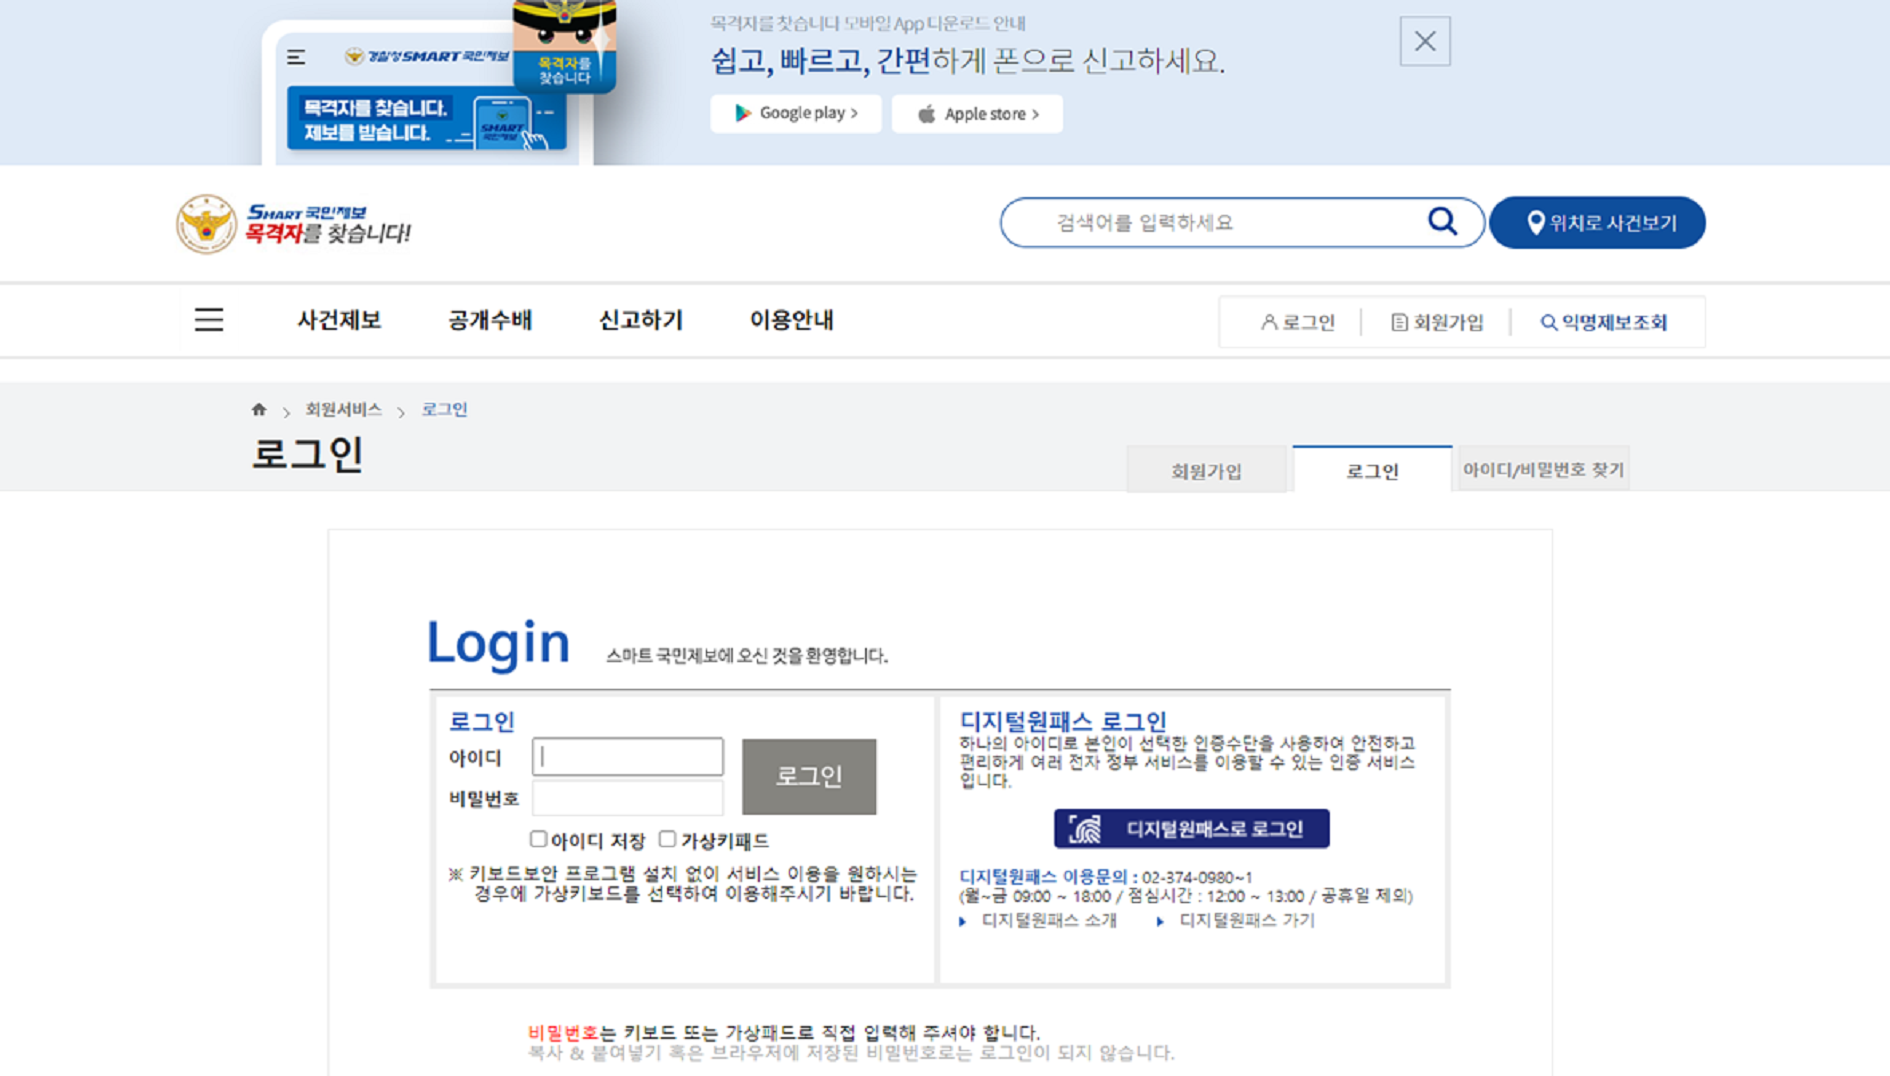 목격자를 찾습니다 모바일 App 다운로드 안내
경찰청 SMART 국민제보
쉽고, 빠르고, 간편하게 폰으로 신고하세요.
목격자를
찾습니다
목격자를 찾습니다.
제보를 받습니다.
SMART
국민제보
Google play >
Apple store >
SMART 국민제보
목격자를 찾습니다!
검색어를 입력하세요
위치로 사건보기
사건제보
공개수배
신고하기
이용안내
로그인
회원가입
익명제보조회
회원서비스 > 로그인
로그인
회원가입
로그인
아이디/비밀번호 찾기
Login
스마트 국민제보에 오신 것을 환영합니다.
로그인
아이디
비밀번호
로그인
아이디 저장 가상키패드
※ 키보드보안 프로그램 설치 없이 서비스 이용을 원하시는
경우에 가상키보드를 선택하여 이용해주시기 바랍니다.
디지털원패스 로그인
하나의 아이디로 본인이 선택한 인증수단을 사용하여 안전하고
편리하게 여러 전자 정부 서비스를 이용할 수 있는 인증 서비스
입니다.
디지털원패스로 로그인
디지털원패스 이용문의 : 02-374-0980~1
(월~금 09:00 ~ 18:00 / 점심시간 : 12:00 ~ 13:00 / 공휴일 제외)
디지털원패스 소개
디지털원패스 가기
비밀번호는 키보드 또는 가상패드로 직접 입력해 주셔야 합니다.
복사 & 붙여넣기 혹은 브라우저에 저장된 비밀번호로는 로그인이 되지 않습니다.